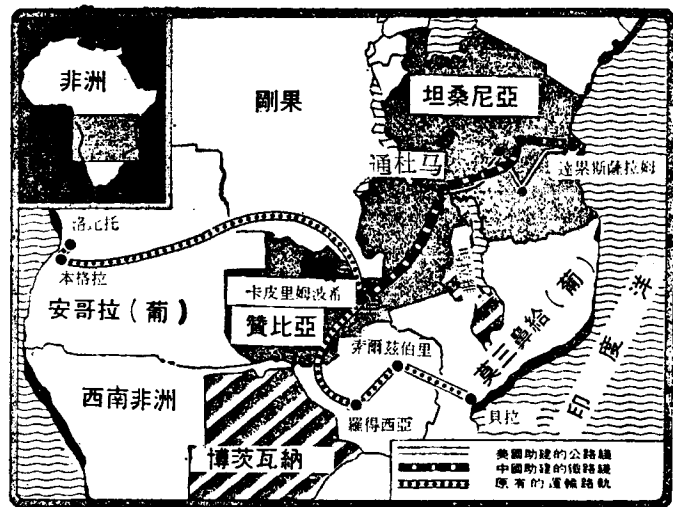 非洲
剛果
坦桑尼亞
通杜马
達累斯薩拉姆
洛比托
本格拉
安哥拉（葡）
卡皮里姆波希
贊比亞
莫三鼻給（葡）
印度洋
索爾茲伯里
西南非洲
羅得西亞
貝拉
博茨瓦納
美國助建的公路綫
中國助建的鐵路綫
原有的運輸路軌